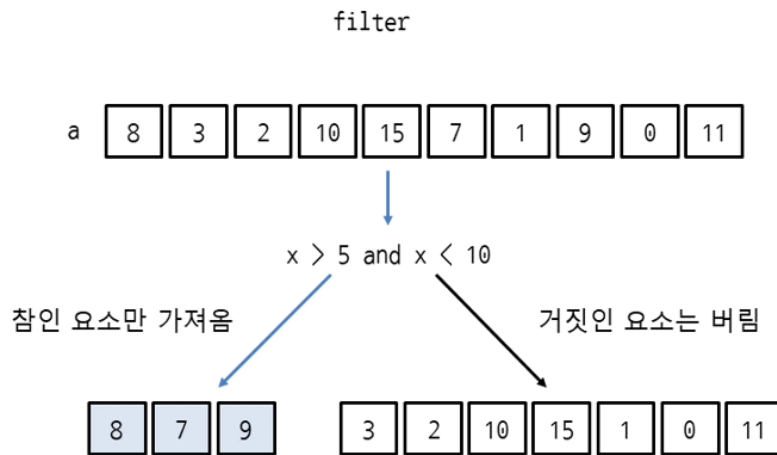 filter
a 8 3 2 10 15 7 1 9 0 11
x > 5 and x < 10
참인 요소만 가져옴 거짓인 요소는 버림
8 7 9 3 2 10 15 1 0 11